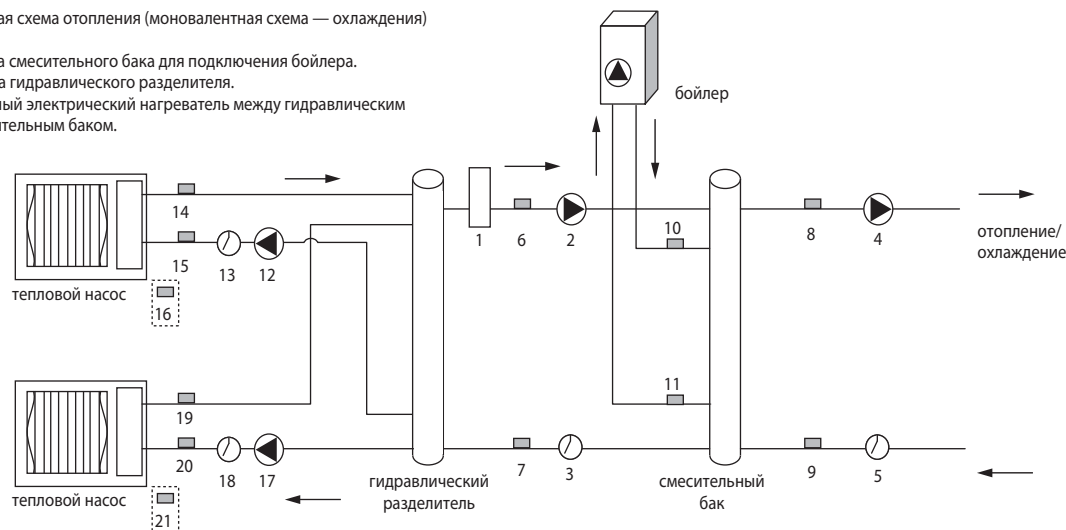 ая схема отопления (моновалентная схема — охлаждения)
а смесительного бака для подключения бойлера.
а гидравлического разделителя.
ный электрический нагреватель между гидравлическим
ительным баком.
бойлер
14
1
6
2
10
8
4
отопление/
охлаждение
15
13
12
тепловой насос
16
11
19
20
18
17
7
3
9
5
гидравлический
разделитель
смесительный
бак
тепловой насос
21